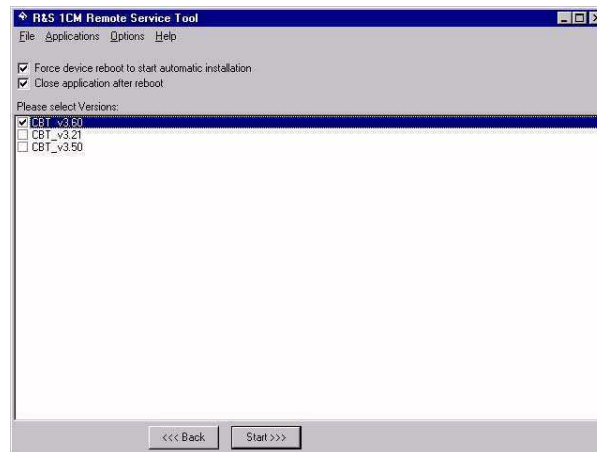 R&S 1CM Remote Service Tool
File Applications Options Help
Force device reboot to start automatic installation
Close application after reboot
Please select Versions:
CBT_v3.60
CBT_v3.21
CBT_v3.50
<<< Back Start >>>